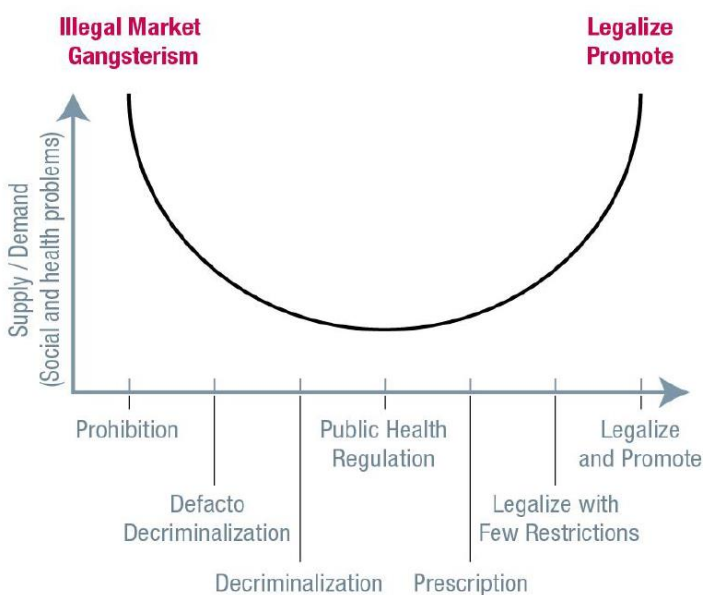 Illegal Market
Gangsterism
Legalize
Promote
Supply / Demand
(Social and health problems)
Prohibition
Public Health
Regulation
Legalize
and Promote
Defacto
Decriminalization
Legalize with
Few Restrictions
Decriminalization
Prescription